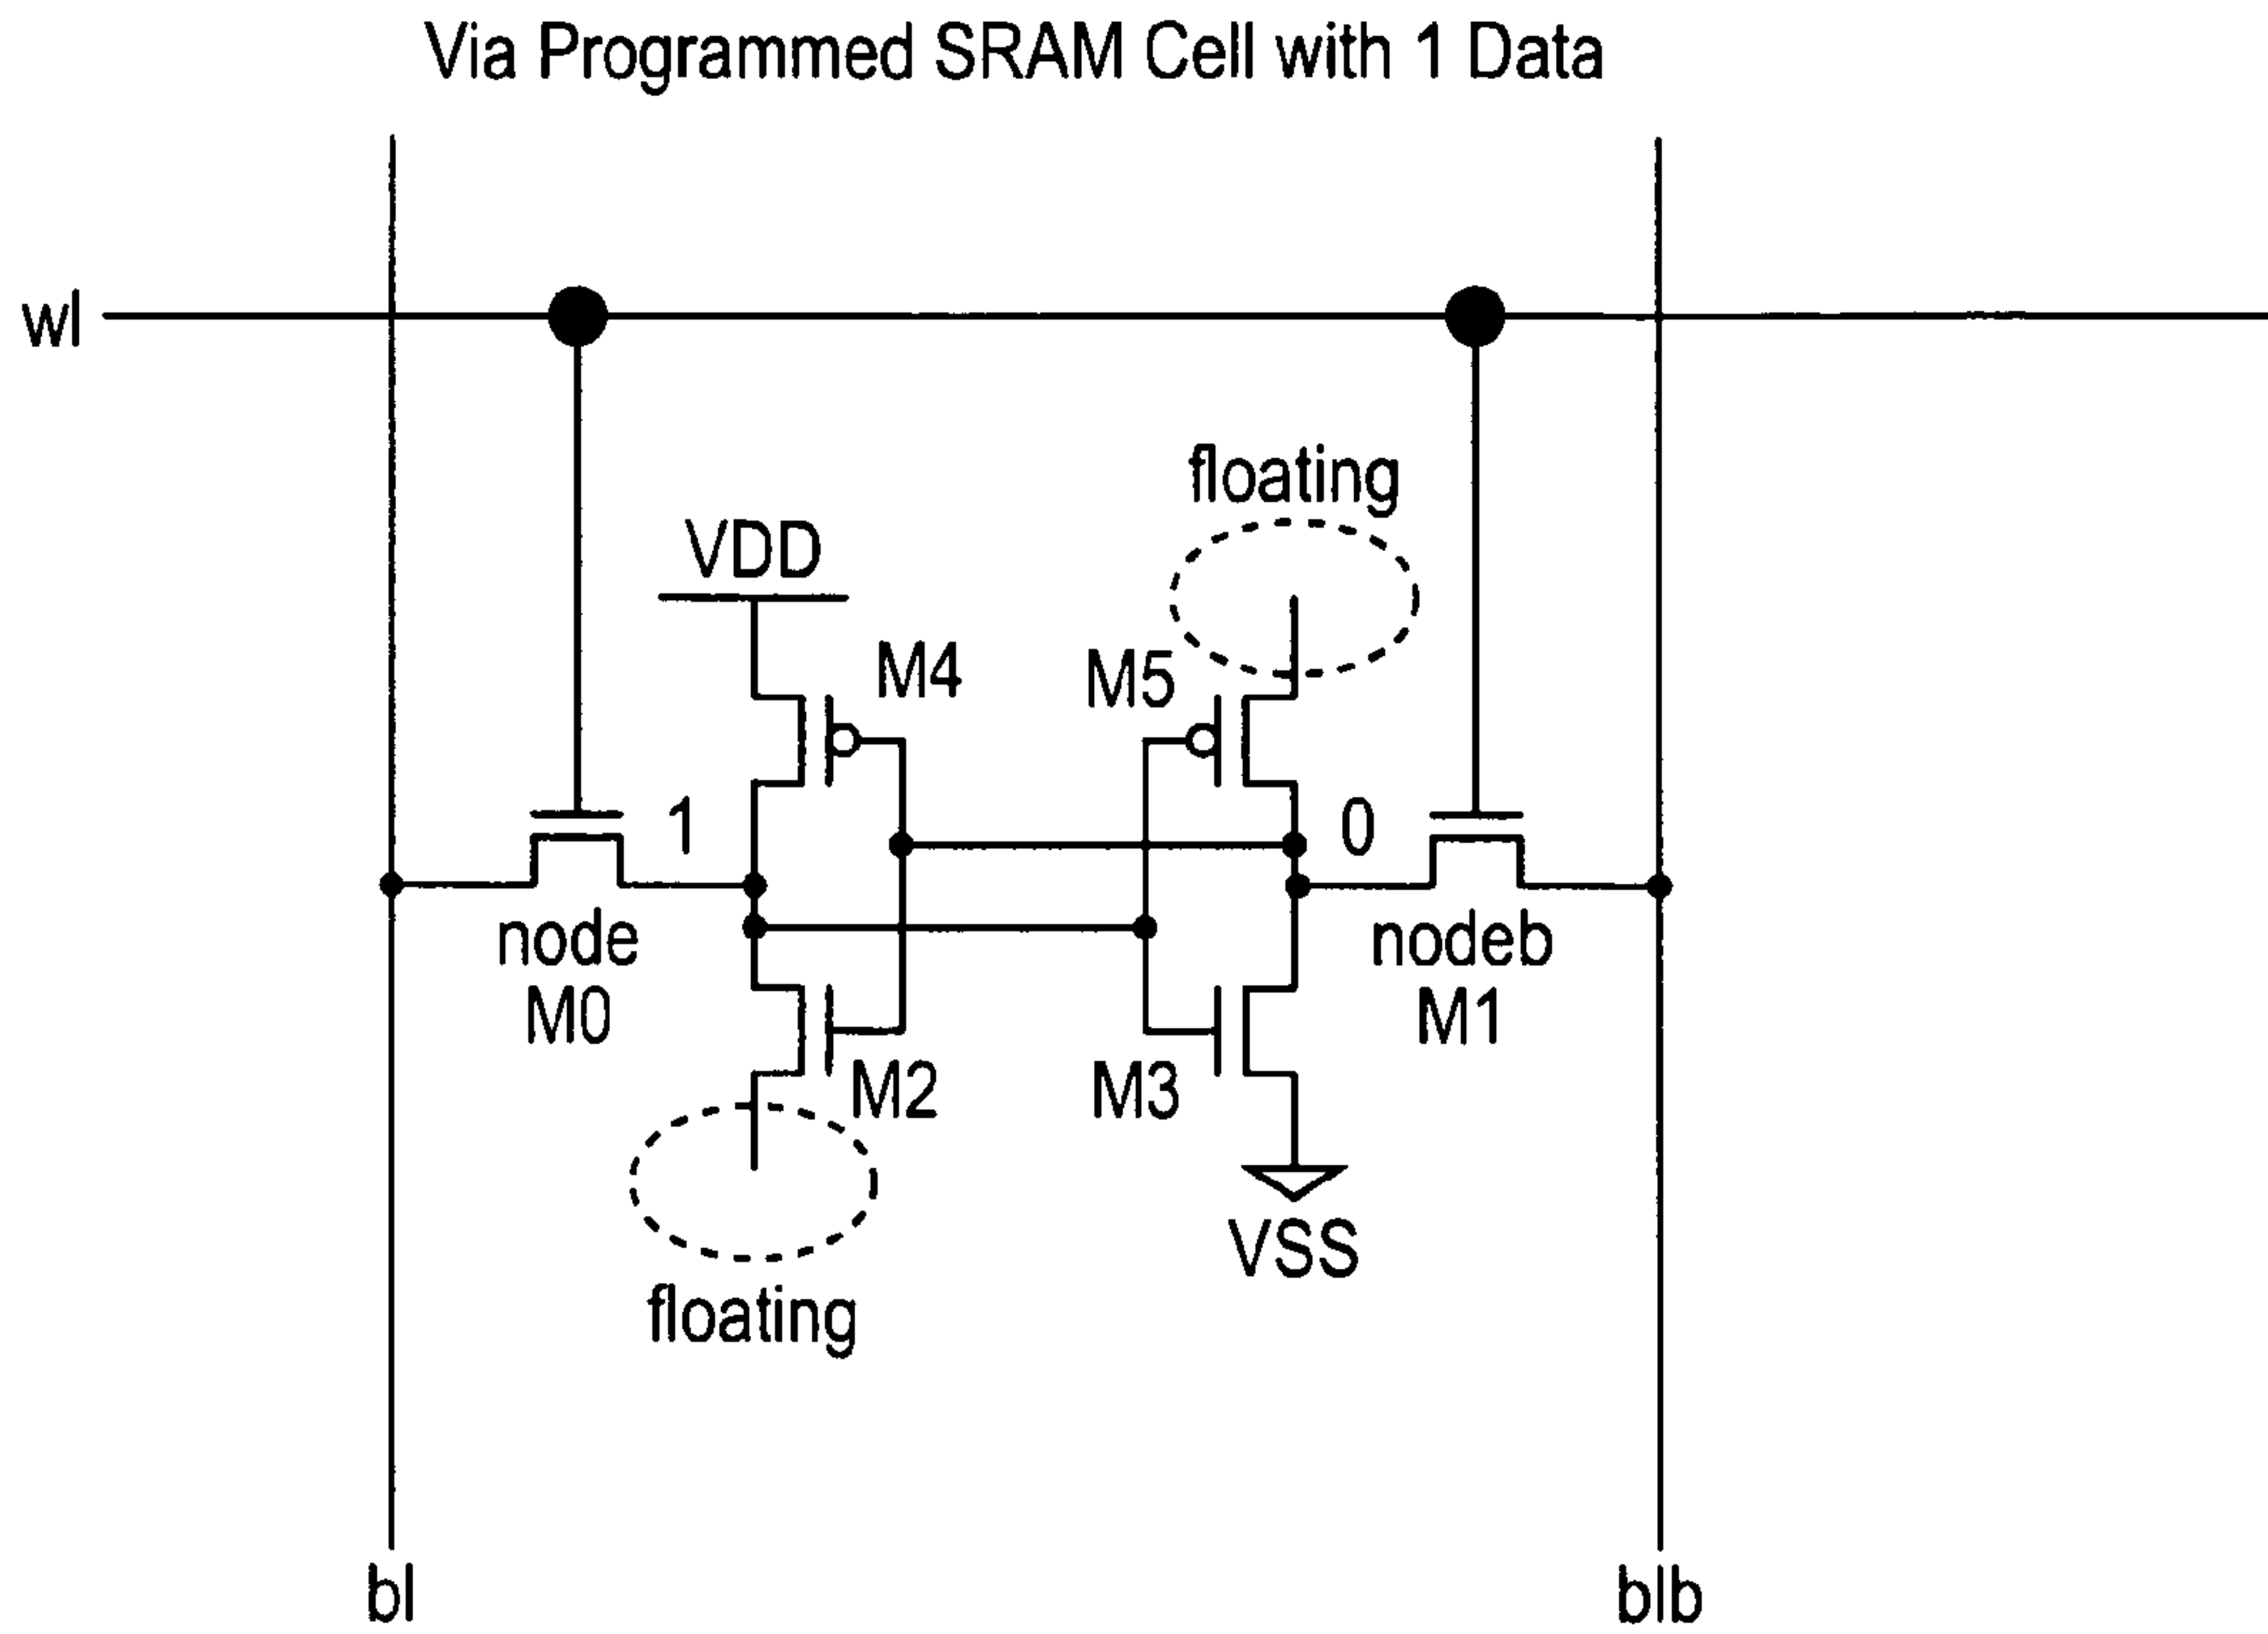 Via Programmed SRAM Cell with 1 Data
wl
floating
VDD
M4
M5
1
0
node
M0
nodeb
M1
M2
M3
VSS
floating
bl
blb